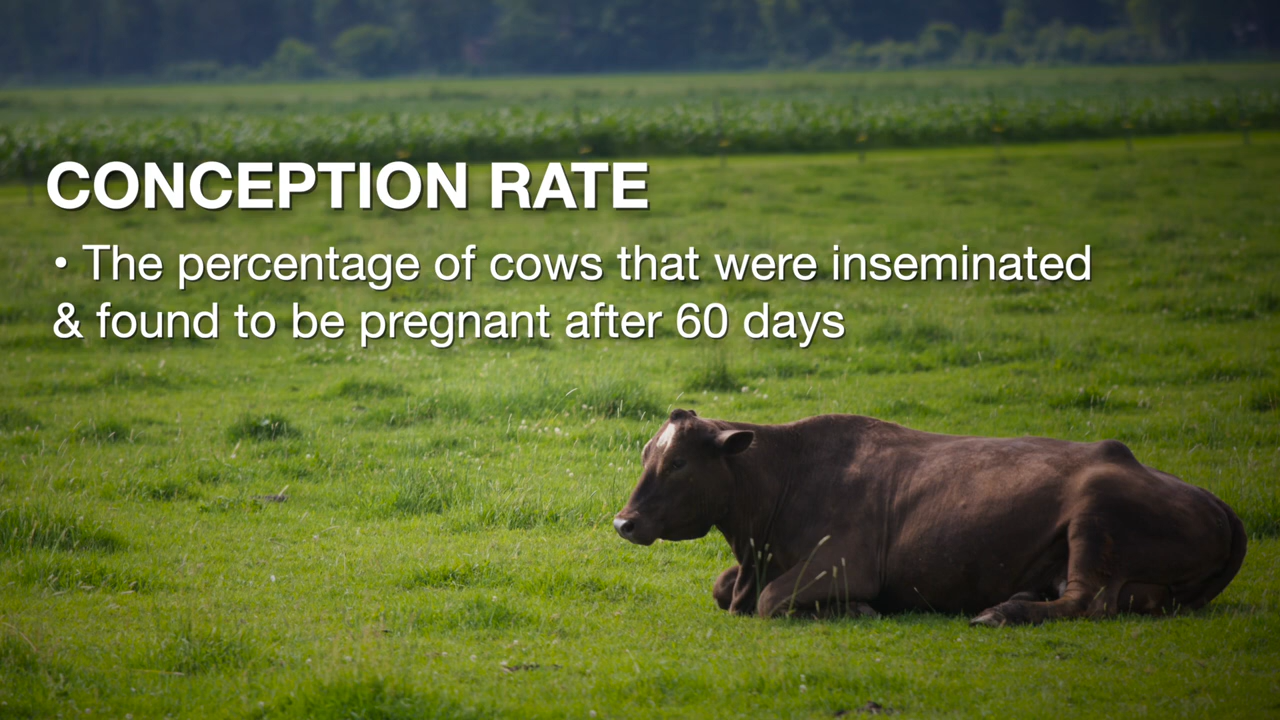 CONCEPTION RATE
• The percentage of cows that were inseminated
& found to be pregnant after 60 days